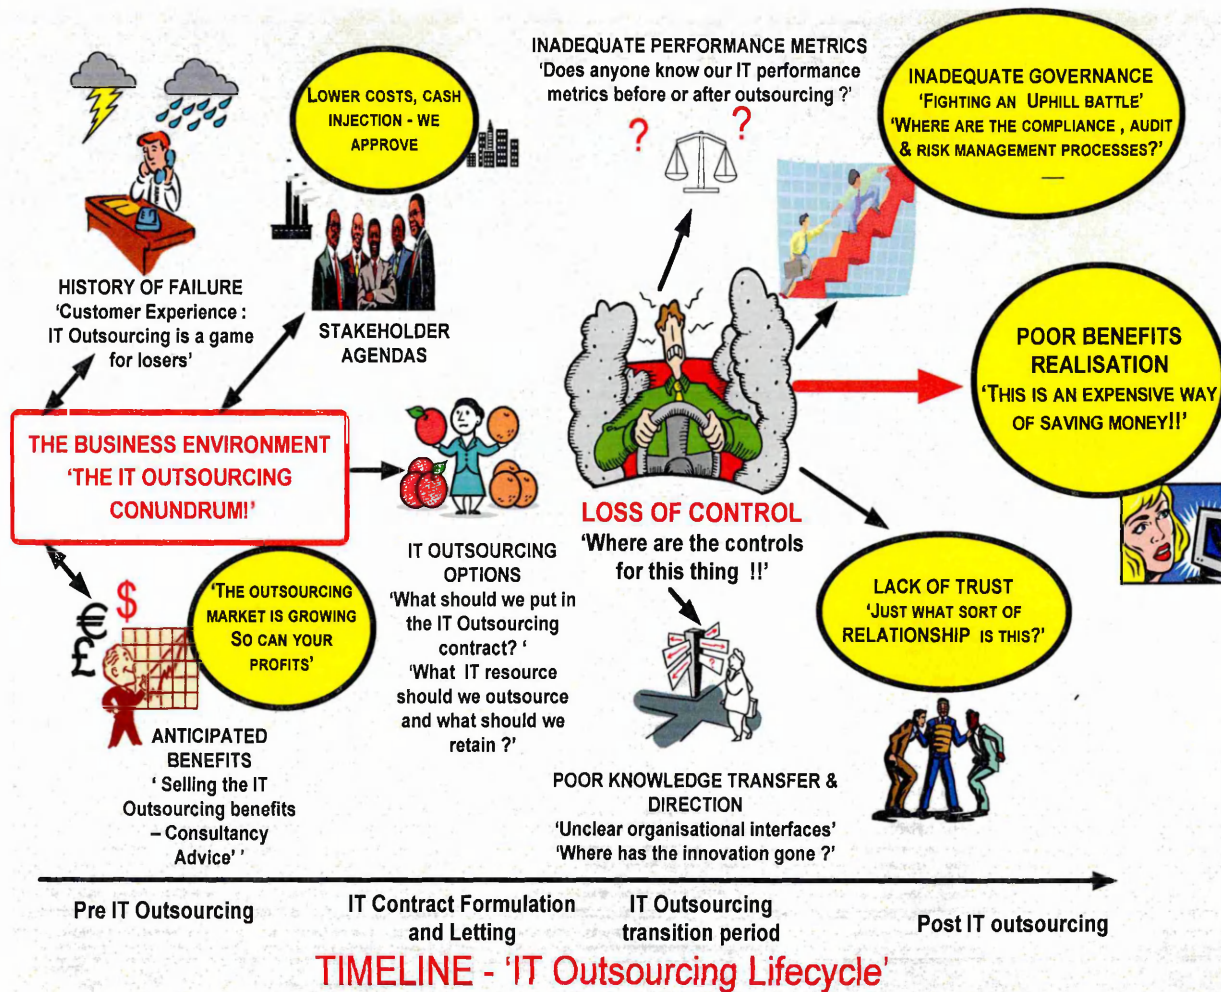 HISTORY OF FAILURE
'Customer Experience :
IT Outsourcing is a game
for losers'
LOWER COSTS, CASH
INJECTION - WE
APPROVE
STAKEHOLDER
AGENDAS
THE BUSINESS ENVIRONMENT
'THE IT OUTSOURCING
CONUNDRUM!'
$
€
£
'THE OUTSOURCING
MARKET IS GROWING
SO CAN YOUR
PROFITS'
ANTICIPATED
BENEFITS
' Selling the IT
Outsourcing benefits
– Consultancy
Advice' '
IT OUTSOURCING
OPTIONS
'What should we put in
the IT Outsourcing
contract? '
'What IT resource
should we outsource
and what should we
retain ?'
INADEQUATE PERFORMANCE METRICS
'Does anyone know our IT performance
metrics before or after outsourcing ?'
? ?
INADEQUATE GOVERNANCE
'FIGHTING AN UPHILL BATTLE'
'WHERE ARE THE COMPLIANCE , AUDIT
& RISK MANAGEMENT PROCESSES?'
LOSS OF CONTROL
'Where are the controls
for this thing !!'
POOR BENEFITS
REALISATION
'THIS IS AN EXPENSIVE WAY
OF SAVING MONEY!!'
LACK OF TRUST
'JUST WHAT SORT OF
RELATIONSHIP IS THIS?'
?
POOR KNOWLEDGE TRANSFER &
DIRECTION
'Unclear organisational interfaces'
'Where has the innovation gone ?'
Pre IT Outsourcing
IT Contract Formulation
and Letting
IT Outsourcing
transition period
Post IT outsourcing
TIMELINE - 'IT Outsourcing Lifecycle'